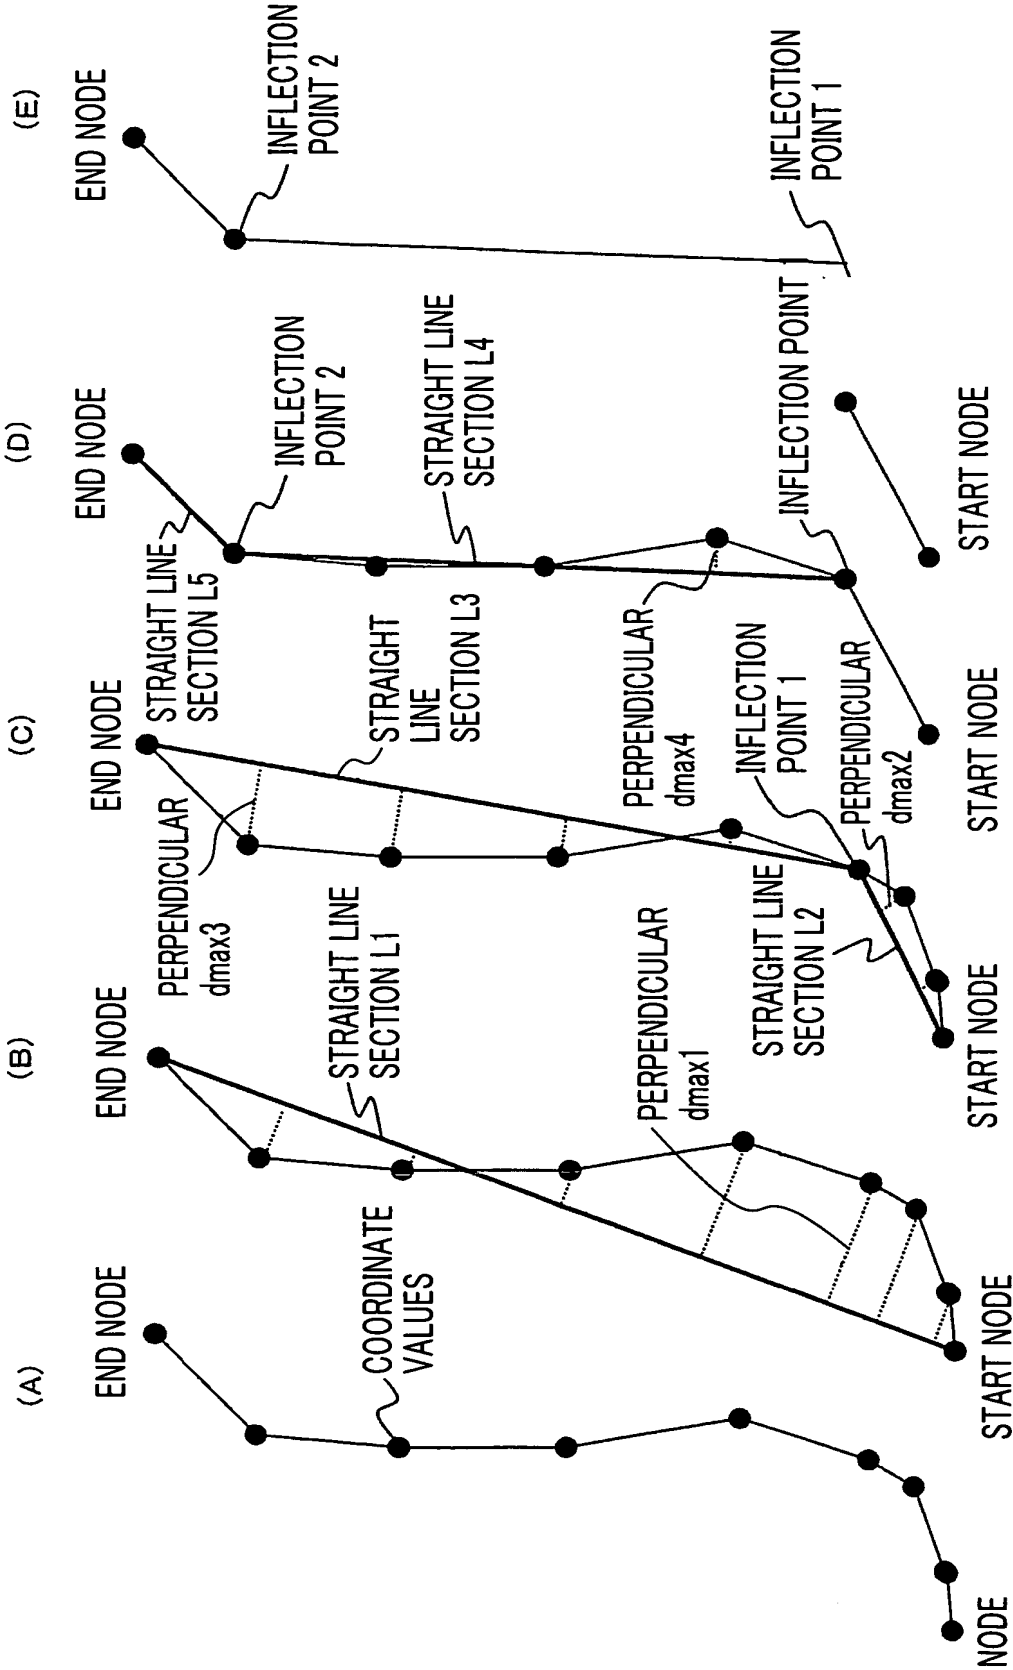 (A)
END NODE
COORDINATE
VALUES
NODE
(B)
END NODE
STRAIGHT LINE
SECTION L1
PERPENDICULAR
dmax1
START NODE
(C)
END NODE
PERPENDICULAR
dmax3
STRAIGHT
LINE
SECTION L3
INFLECTION
POINT 1
PERPENDICULAR
dmax2
STRAIGHT LINE
SECTION L2
START NODE
(D)
END NODE
STRAIGHT LINE
SECTION L5
INFLECTION
POINT 2
STRAIGHT LINE
SECTION L4
PERPENDICULAR
dmax4
INFLECTION POINT
START NODE
(E)
END NODE
INFLECTION
POINT 2
INFLECTION
POINT 1
START NODE